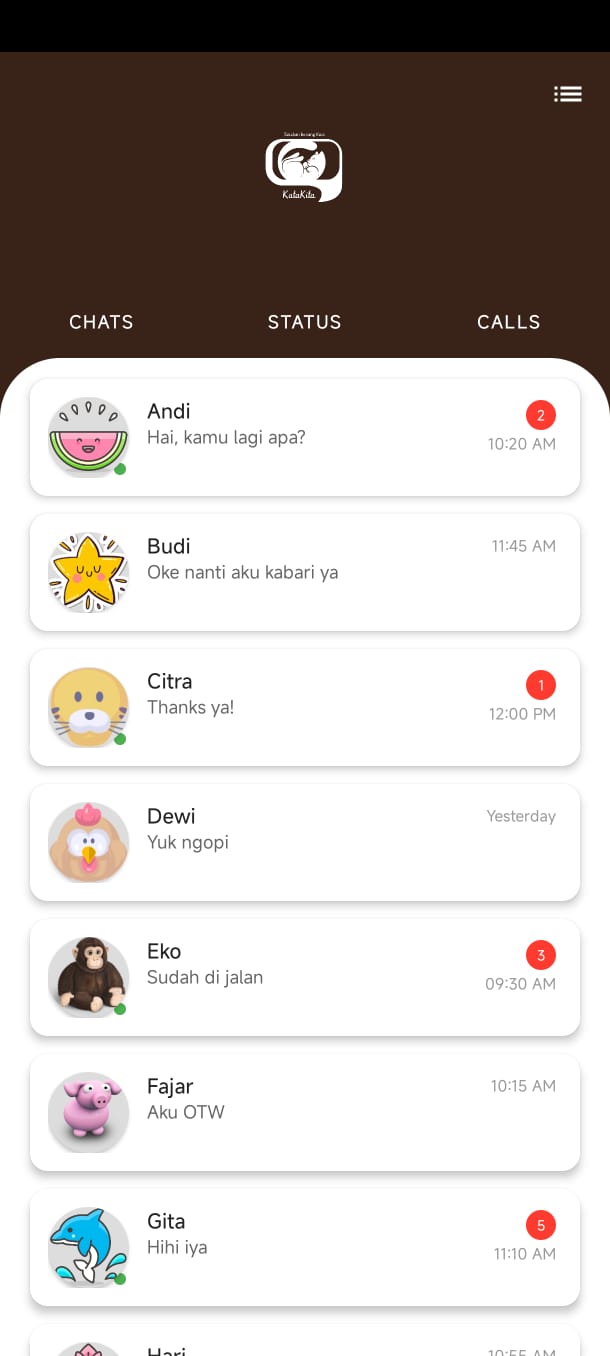 KataKita
CHATS STATUS CALLS
Andi
2
Hai, kamu lagi apa?
10:20 AM
Budi
11:45 AM
Oke nanti aku kabari ya
Citra
1
Thanks ya!
12:00 PM
Dewi
Yesterday
Yuk ngopi
Eko
3
Sudah di jalan
09:30 AM
Fajar
10:15 AM
Aku OTW
Gita
5
Hihi iya
11:10 AM
Hari
10:55 AM